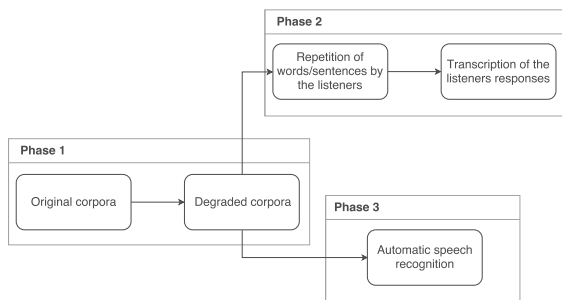 Phase 2
Repetition of
words/sentences by
the listeners
Transcription of the
listeners responses
Phase 1
Original corpora
Degraded corpora
Phase 3
Automatic speech
recognition